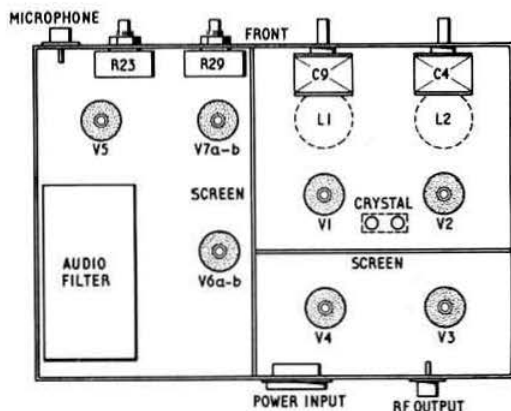 MICROPHONE
FRONT
R23
R29
C9
C4
L1
L2
V5
V7a-b
SCREEN
V1
CRYSTAL
V2
AUDIO
FILTER
V6a-b
SCREEN
V4
V3
POWER INPUT
RF OUTPUT